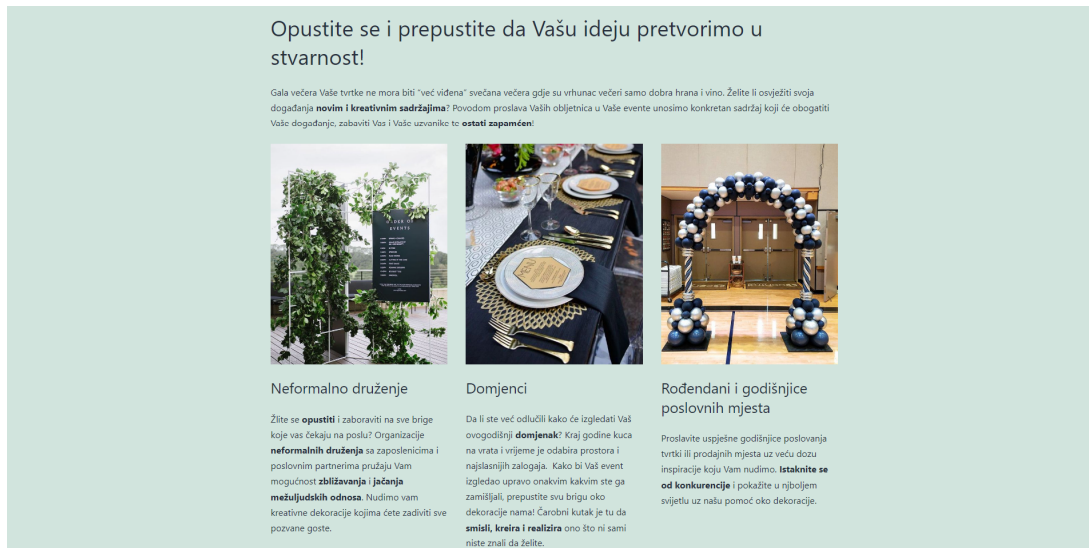 Opustite se i prepustite da Vašu ideju pretvorimo u
stvarnost!
Gala večera Vaše tvrtke ne mora biti "već viđena" svečana večera gdje su vrhunac večeri samo dobra hrana i vino. Želite li osvježiti svoja
događanja novim i kreativnim sadržajima? Povodom proslava Vaših obljetnica u Vaše evente unosimo konkretan sadržaj koji će obogatiti
Vaše događanje, zabaviti Vas i Vaše uzvanike te ostati zapamćen!
ORDER OF
EVENTS
MENU
Neformalno druženje
Žlite se opustiti i zaboraviti na sve brige
koje vas čekaju na poslu? Organizacije
neformalnih druženja sa zaposlenicima i
poslovnim partnerima pružaju Vam
mogućnost zbližavanja i jačanja
mežuljudskih odnosa. Nudimo vam
kreativne dekoracije kojima ćete zadiviti sve
pozvane goste.
Domjenci
Da li ste već odlučili kako će izgledati Vaš
ovogodišnji domjenak? Kraj godine kuca
na vrata i vrijeme je odabira prostora i
najslasnijih zalogaja. Kako bi Vaš event
izgledao upravo onakvim kakvim ste ga
zamišljali, prepustite svu brigu oko
dekoracije nama! Čarobni kutak je tu da
smisli, kreira i realizira ono što ni sami
niste znali da želite.
Rođendani i godišnjice
poslovnih mjesta
Proslavite uspješne godišnjice poslovanja
tvrtki ili prodajnih mjesta uz veću dozu
inspiracije koju Vam nudimo. Istaknite se
od konkurencije i pokažite u njboljem
svijetlu uz našu pomoć oko dekoracije.